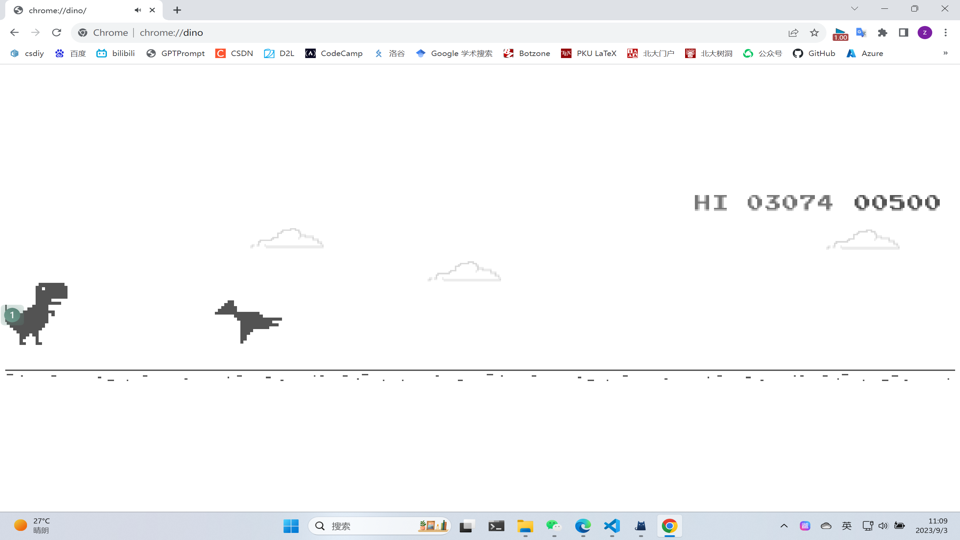 chrome://dino/
Chrome | chrome://dino
1.00
z
csdiy 百度 bilibili GPTPrompt CSDN D2L CodeCamp 洛谷 Google 学术搜索 Botzone PKU LaTeX 北大门户 北大树洞 公众号 GitHub Azure »
HI 03074 00500
1
27°C
晴朗
搜索
英
11:09
2023/9/3